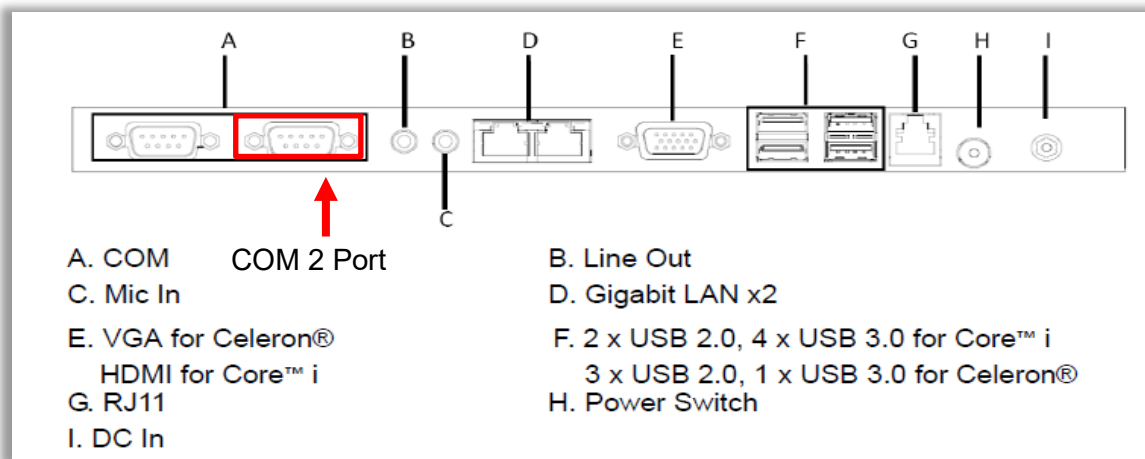 A B D E F G H I
C
COM 2 Port
A. COM
B. Line Out
C. Mic In
D. Gigabit LAN x2
E. VGA for Celeron®
HDMI for Core™ i
F. 2 x USB 2.0, 4 x USB 3.0 for Core™ i
3 x USB 2.0, 1 x USB 3.0 for Celeron®
G. RJ11
H. Power Switch
I. DC In